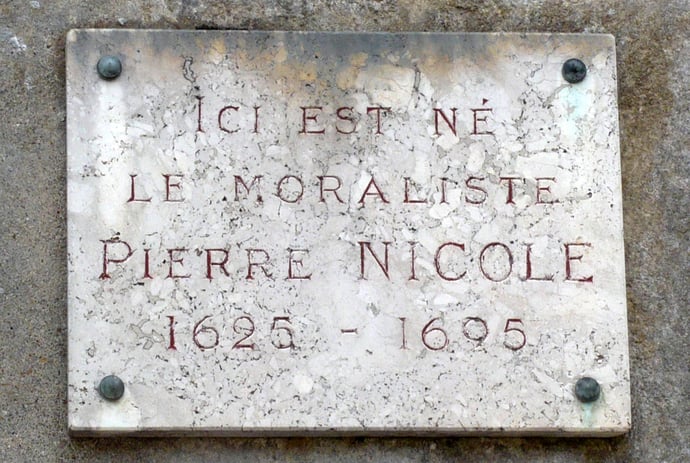 ICI EST NÉ
LE MORALISTE
PIERRE NICOLE
1625 - 1695